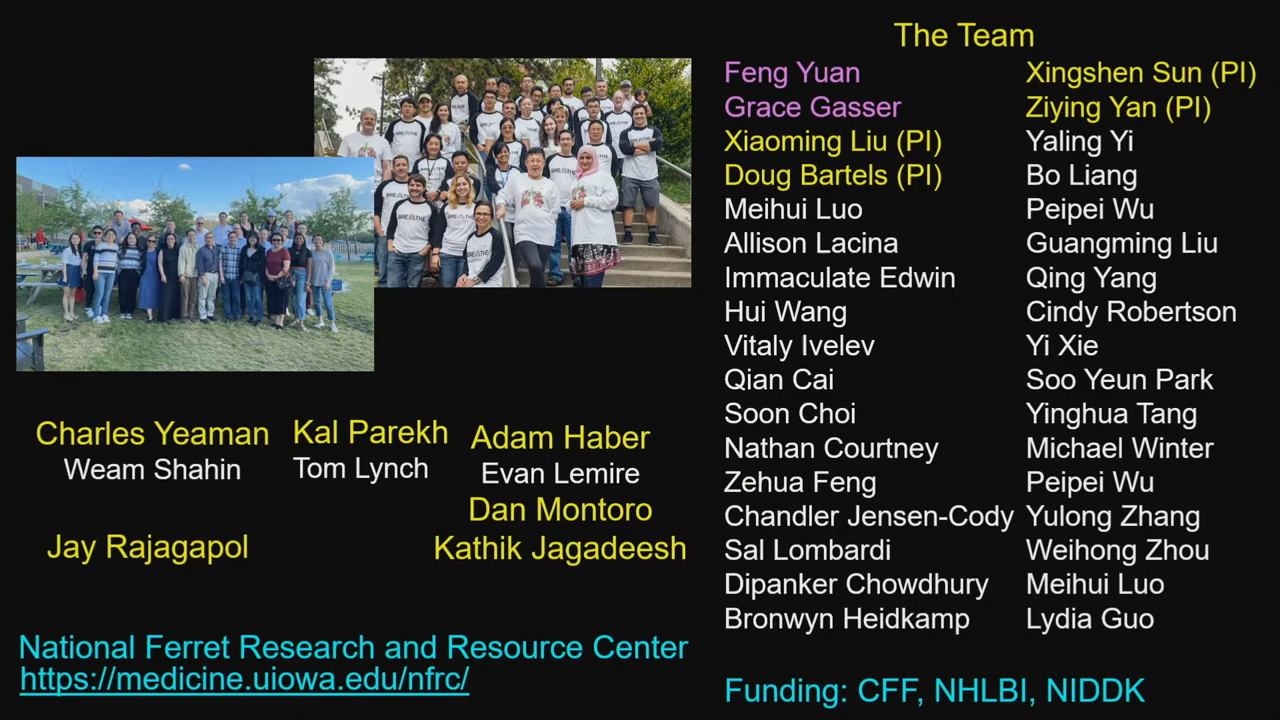 The Team
Feng Yuan
Grace Gasser
Xiaoming Liu (PI)
Doug Bartels (PI)
Meihui Luo
Allison Lacina
Immaculate Edwin
Hui Wang
Vitaly Ivelev
Qian Cai
Soon Choi
Nathan Courtney
Zehua Feng
Chandler Jensen-Cody
Sal Lombardi
Dipanker Chowdhury
Bronwyn Heidkamp
Xingshen Sun (PI)
Ziying Yan (PI)
Yaling Yi
Bo Liang
Peipei Wu
Guangming Liu
Qing Yang
Cindy Robertson
Yi Xie
Soo Yeun Park
Yinghua Tang
Michael Winter
Peipei Wu
Yulong Zhang
Weihong Zhou
Meihui Luo
Lydia Guo
Charles Yeaman
Weam Shahin
Jay Rajagapol
Kal Parekh
Tom Lynch
Adam Haber
Evan Lemire
Dan Montoro
Kathik Jagadeesh
National Ferret Research and Resource Center
https://medicine.uiowa.edu/nfrc/
Funding: CFF, NHLBI, NIDDK